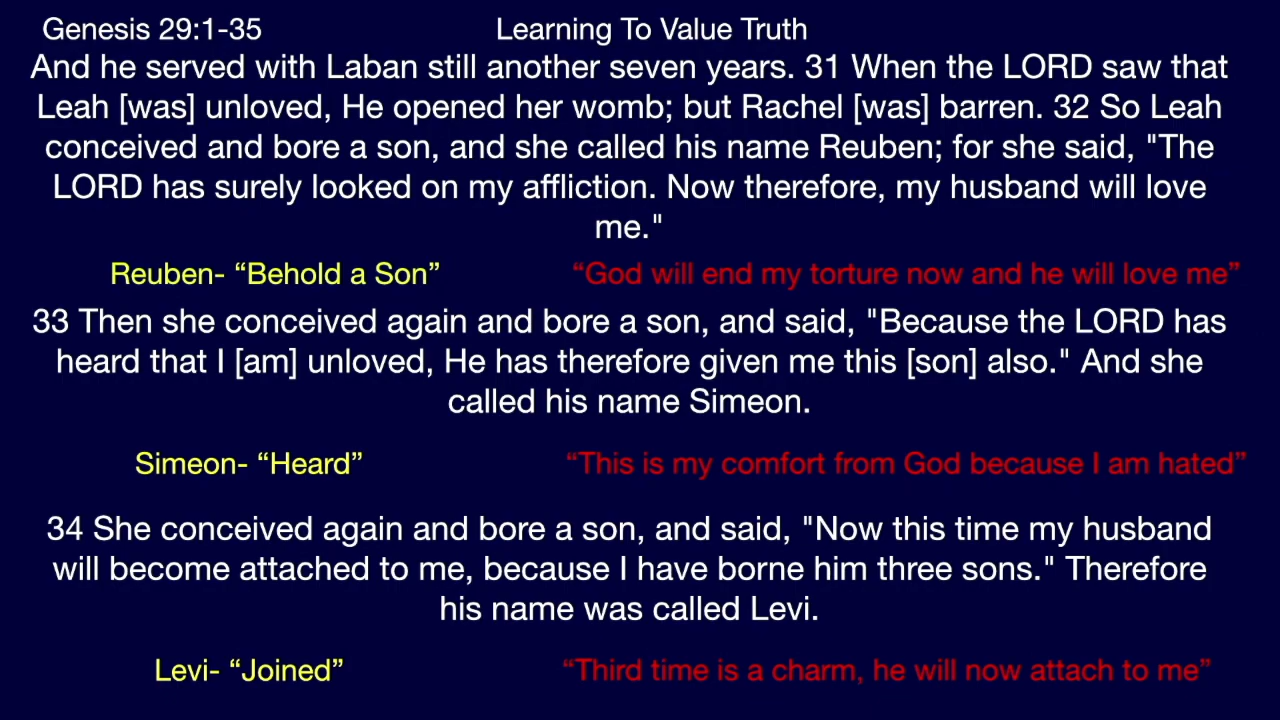 Genesis 29:1-35 Learning To Value Truth
And he served with Laban still another seven years. 31 When the LORD saw that
Leah [was] unloved, He opened her womb; but Rachel [was] barren. 32 So Leah
conceived and bore a son, and she called his name Reuben; for she said, "The
LORD has surely looked on my affliction. Now therefore, my husband will love
me."
Reuben- “Behold a Son” “God will end my torture now and he will love me”
33 Then she conceived again and bore a son, and said, "Because the LORD has
heard that I [am] unloved, He has therefore given me this [son] also." And she
called his name Simeon.
Simeon- “Heard” “This is my comfort from God because I am hated”
34 She conceived again and bore a son, and said, "Now this time my husband
will become attached to me, because I have borne him three sons." Therefore
his name was called Levi.
Levi- “Joined” “Third time is a charm, he will now attach to me”